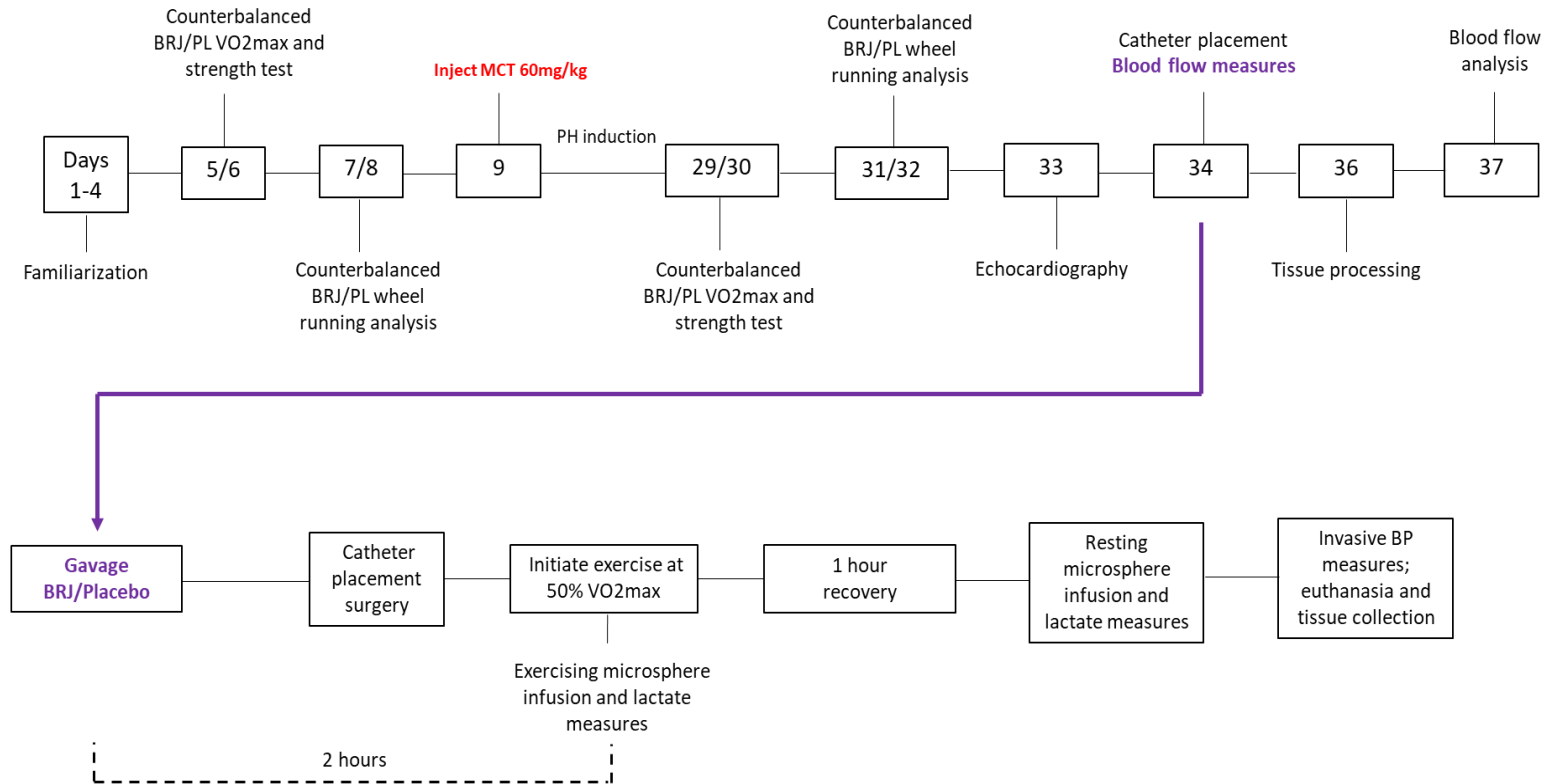 Counterbalanced
BRJ/PL VO2max and
strength test
Inject MCT 60mg/kg
PH induction
Counterbalanced
BRJ/PL wheel
running analysis
Catheter placement
Blood flow measures
Blood flow
analysis
Days
1-4
5/6
7/8
9
29/30
31/32
33
34
36
37
Familiarization
Counterbalanced
BRJ/PL wheel
running analysis
Counterbalanced
BRJ/PL VO2max and
strength test
Echocardiography
Tissue processing
Gavage
BRJ/Placebo
Catheter
placement
surgery
Initiate exercise at
50% VO2max
1 hour
recovery
Resting
microsphere
infusion and
lactate measures
Invasive BP
measures;
euthanasia and
tissue collection
Exercising microsphere
infusion and lactate
measures
2 hours